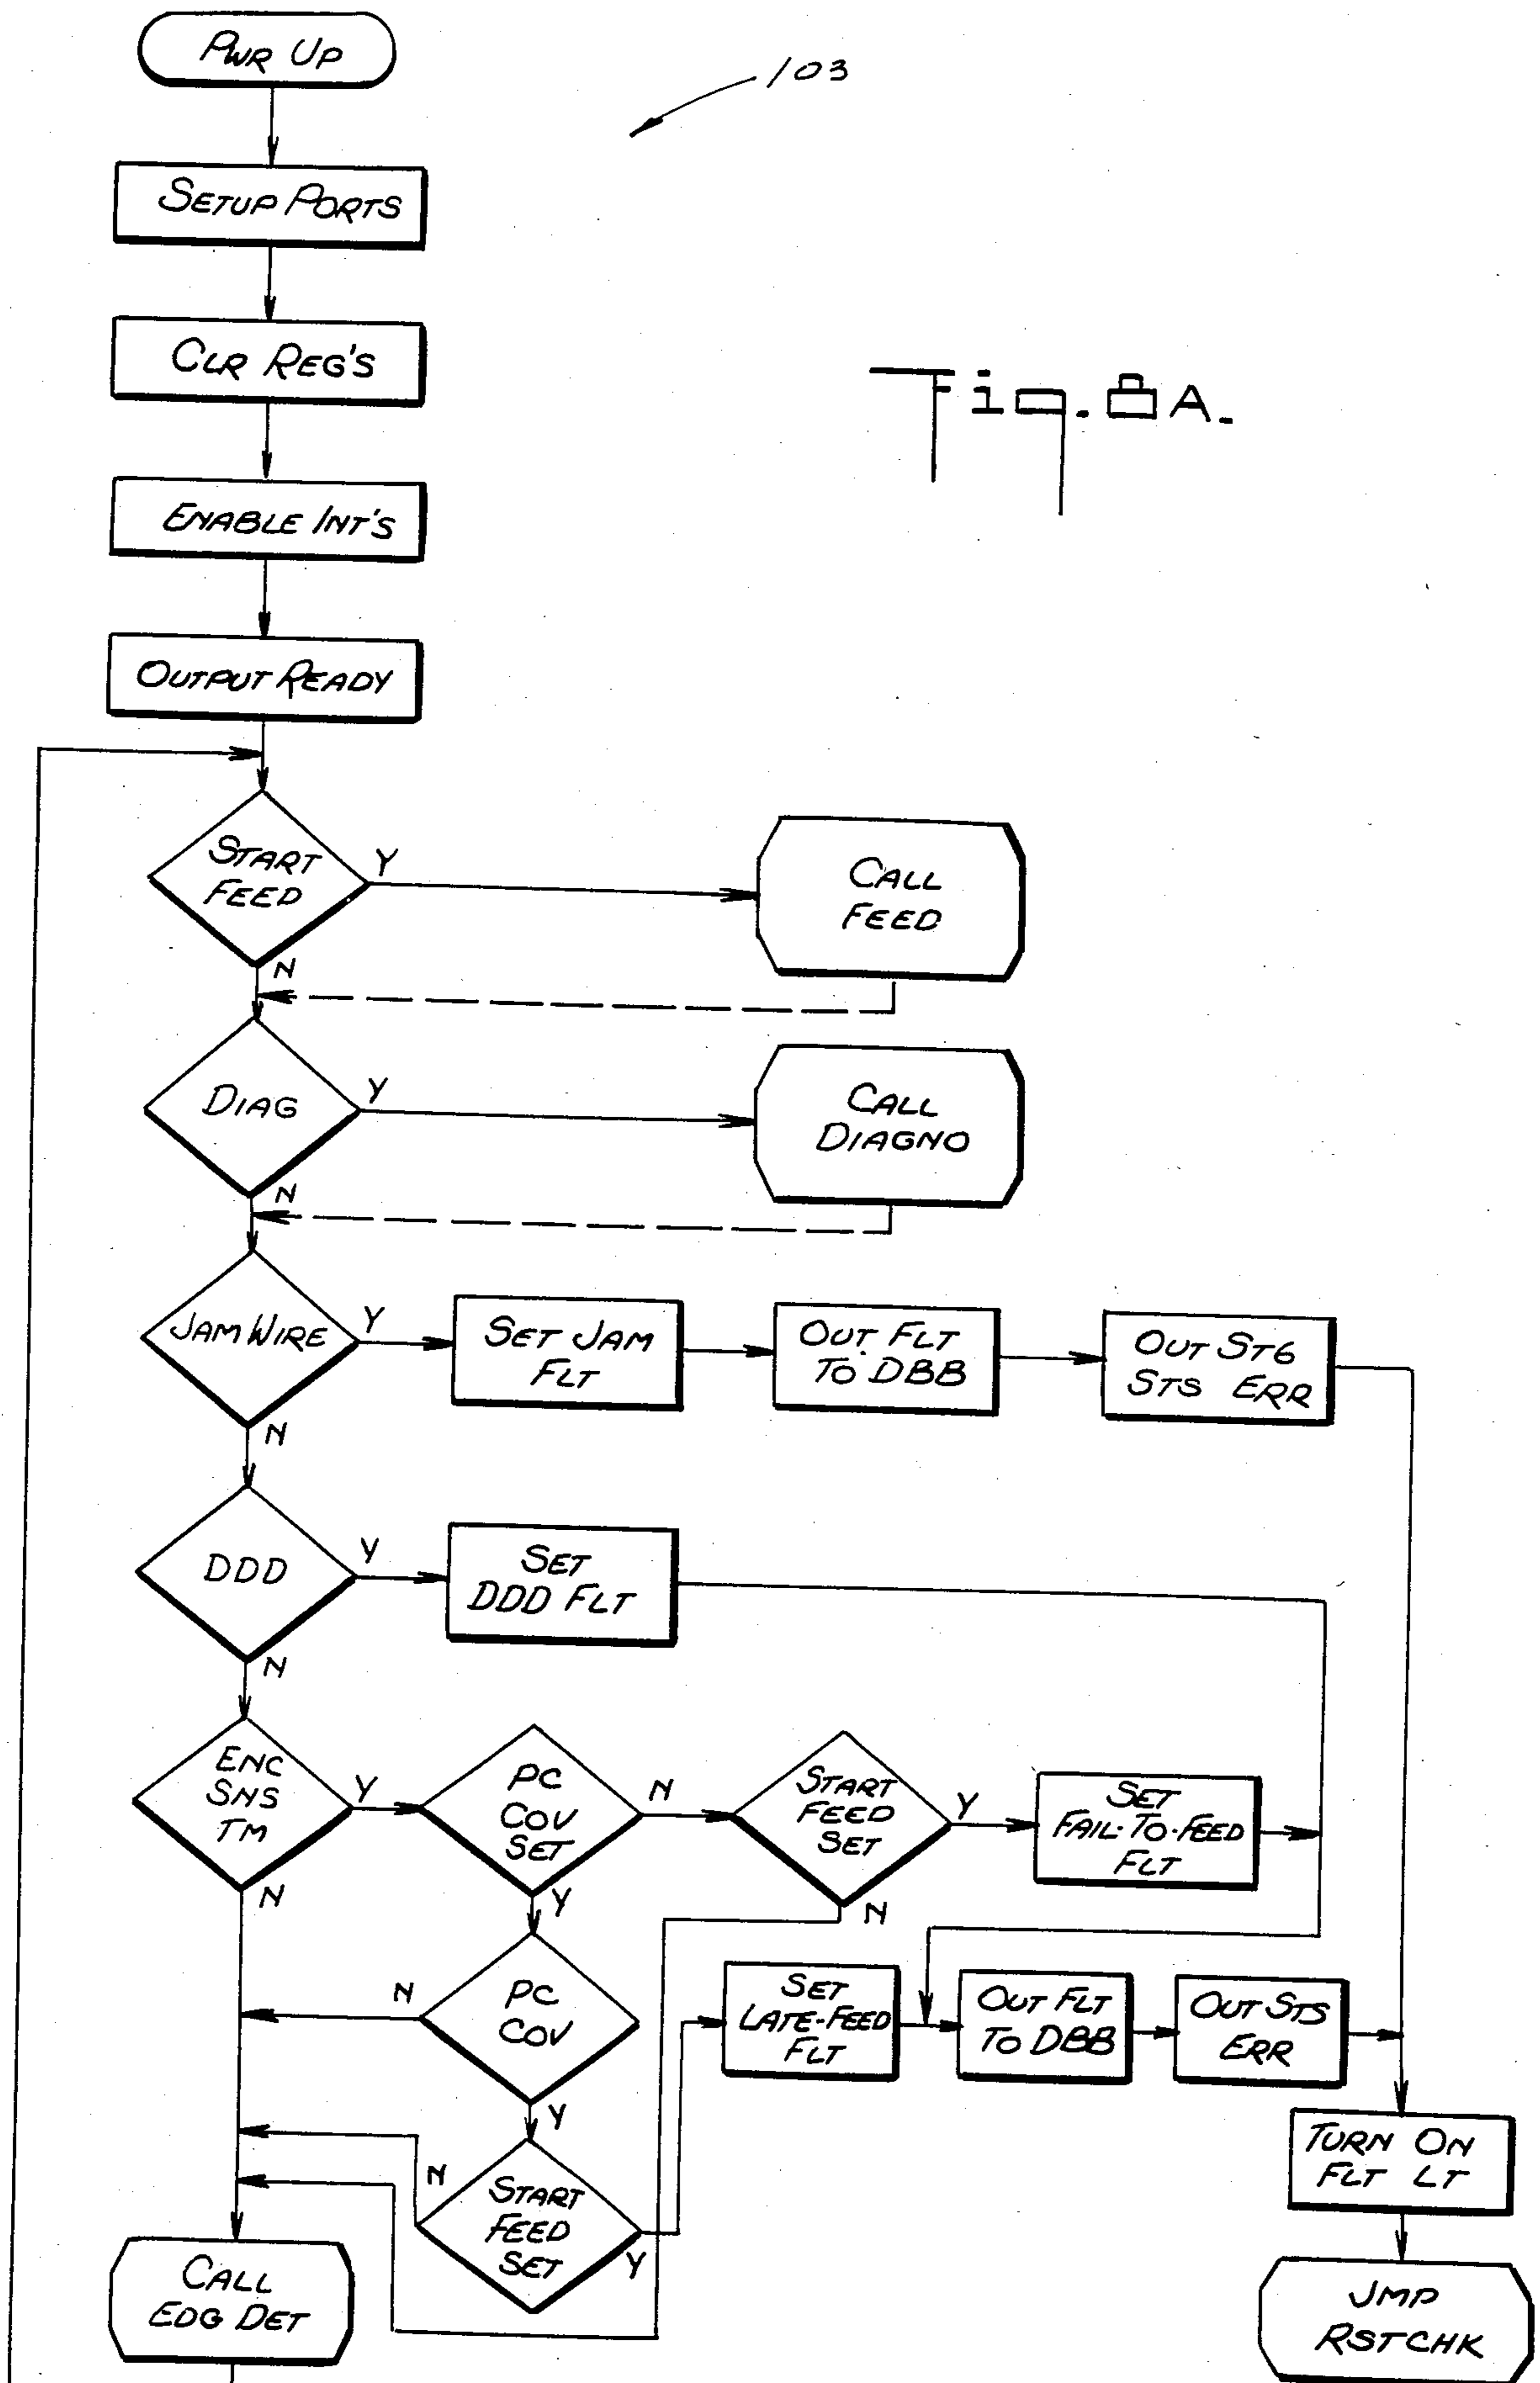 PWR UP
103
SETUP PORTS
CLR REG'S
Fig. 8A.
ENABLE INT'S
OUTPUT READY
START
FEED
Y
N
CALL
FEED
DIAG
Y
N
CALL
DIAGNO
JAM WIRE
Y
N
SET JAM
FLT
OUT FLT
TO DBB
OUT STG
STS ERR
DDD
Y
N
SET
DDD FLT
ENC
SNS
TM
Y
N
PC
COV
SET
N
Y
START
FEED
SET
Y
N
SET
FAIL-TO-FEED
FLT
PC
COV
N
Y
SET
LATE-FEED
FLT
OUT FLT
TO DBB
OUT STS
ERR
START
FEED
SET
N
Y
TURN ON
FLT LT
CALL
EDG DET
JMP
RSTCHK